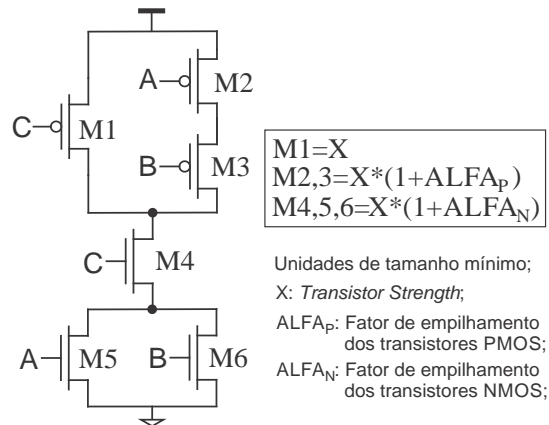 A
M2
C
M1
B
M3
M1=X
M2,3=X*(1+ALFAP)
M4,5,6=X*(1+ALFAN)
C
M4
Unidades de tamanho mínimo;
X: Transistor Strength;
A
M5
B
M6
ALFAP: Fator de empilhamento
dos transistores PMOS;
ALFAN: Fator de empilhamento
dos transistores NMOS;